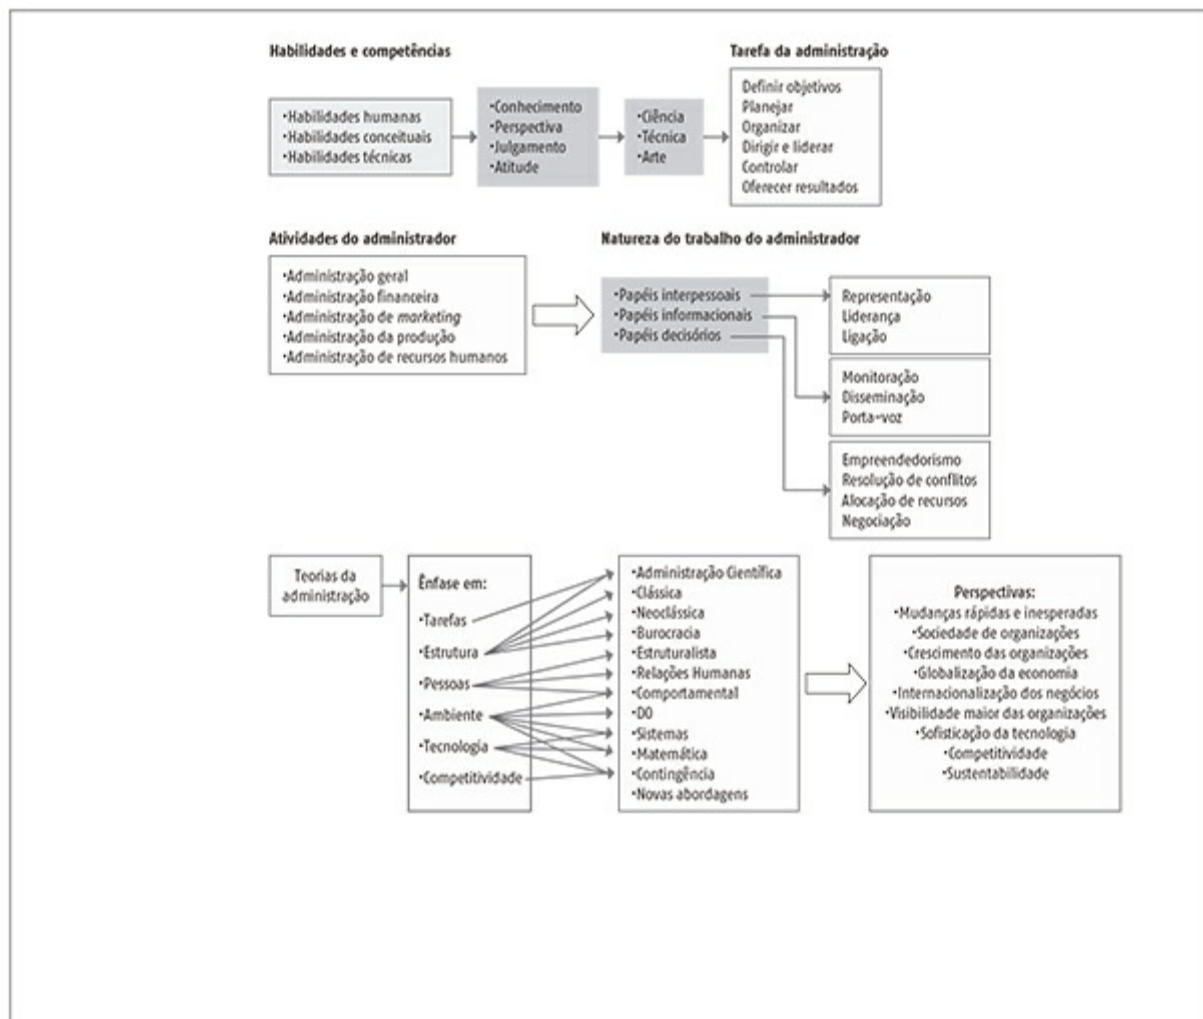 Habilidades e competências
•Habilidades humanas
•Habilidades conceituais
•Habilidades técnicas
•Conhecimento
•Perspectiva
•Julgamento
•Atitude
•Ciência
•Técnica
•Arte
Tarefa da administração
Definir objetivos
Planejar
Organizar
Dirigir e liderar
Controlar
Oferecer resultados
Atividades do administrador
•Administração geral
•Administração financeira
•Administração de marketing
•Administração da produção
•Administração de recursos humanos
Natureza do trabalho do administrador
•Papéis interpessoais
•Papéis informacionais
•Papéis decisórios
Representação
Liderança
Ligação
Monitoração
Disseminação
Porta-voz
Empreendedorismo
Resolução de conflitos
Alocação de recursos
Negociação
Teorias da
administração
Ênfase em:
•Tarefas
•Estrutura
•Pessoas
•Ambiente
•Tecnologia
•Competitividade
•Administração Científica
•Clássica
•Neoclássica
•Burocracia
•Estruturalista
•Relações Humanas
•Comportamental
•DO
•Sistemas
•Matemática
•Contingência
•Novas abordagens
Perspectivas:
•Mudanças rápidas e inesperadas
•Sociedade de organizações
•Crescimento das organizações
•Globalização da economia
•Internacionalização dos negócios
•Visibilidade maior das organizações
•Sofisticação da tecnologia
•Competitividade
•Sustentabilidade